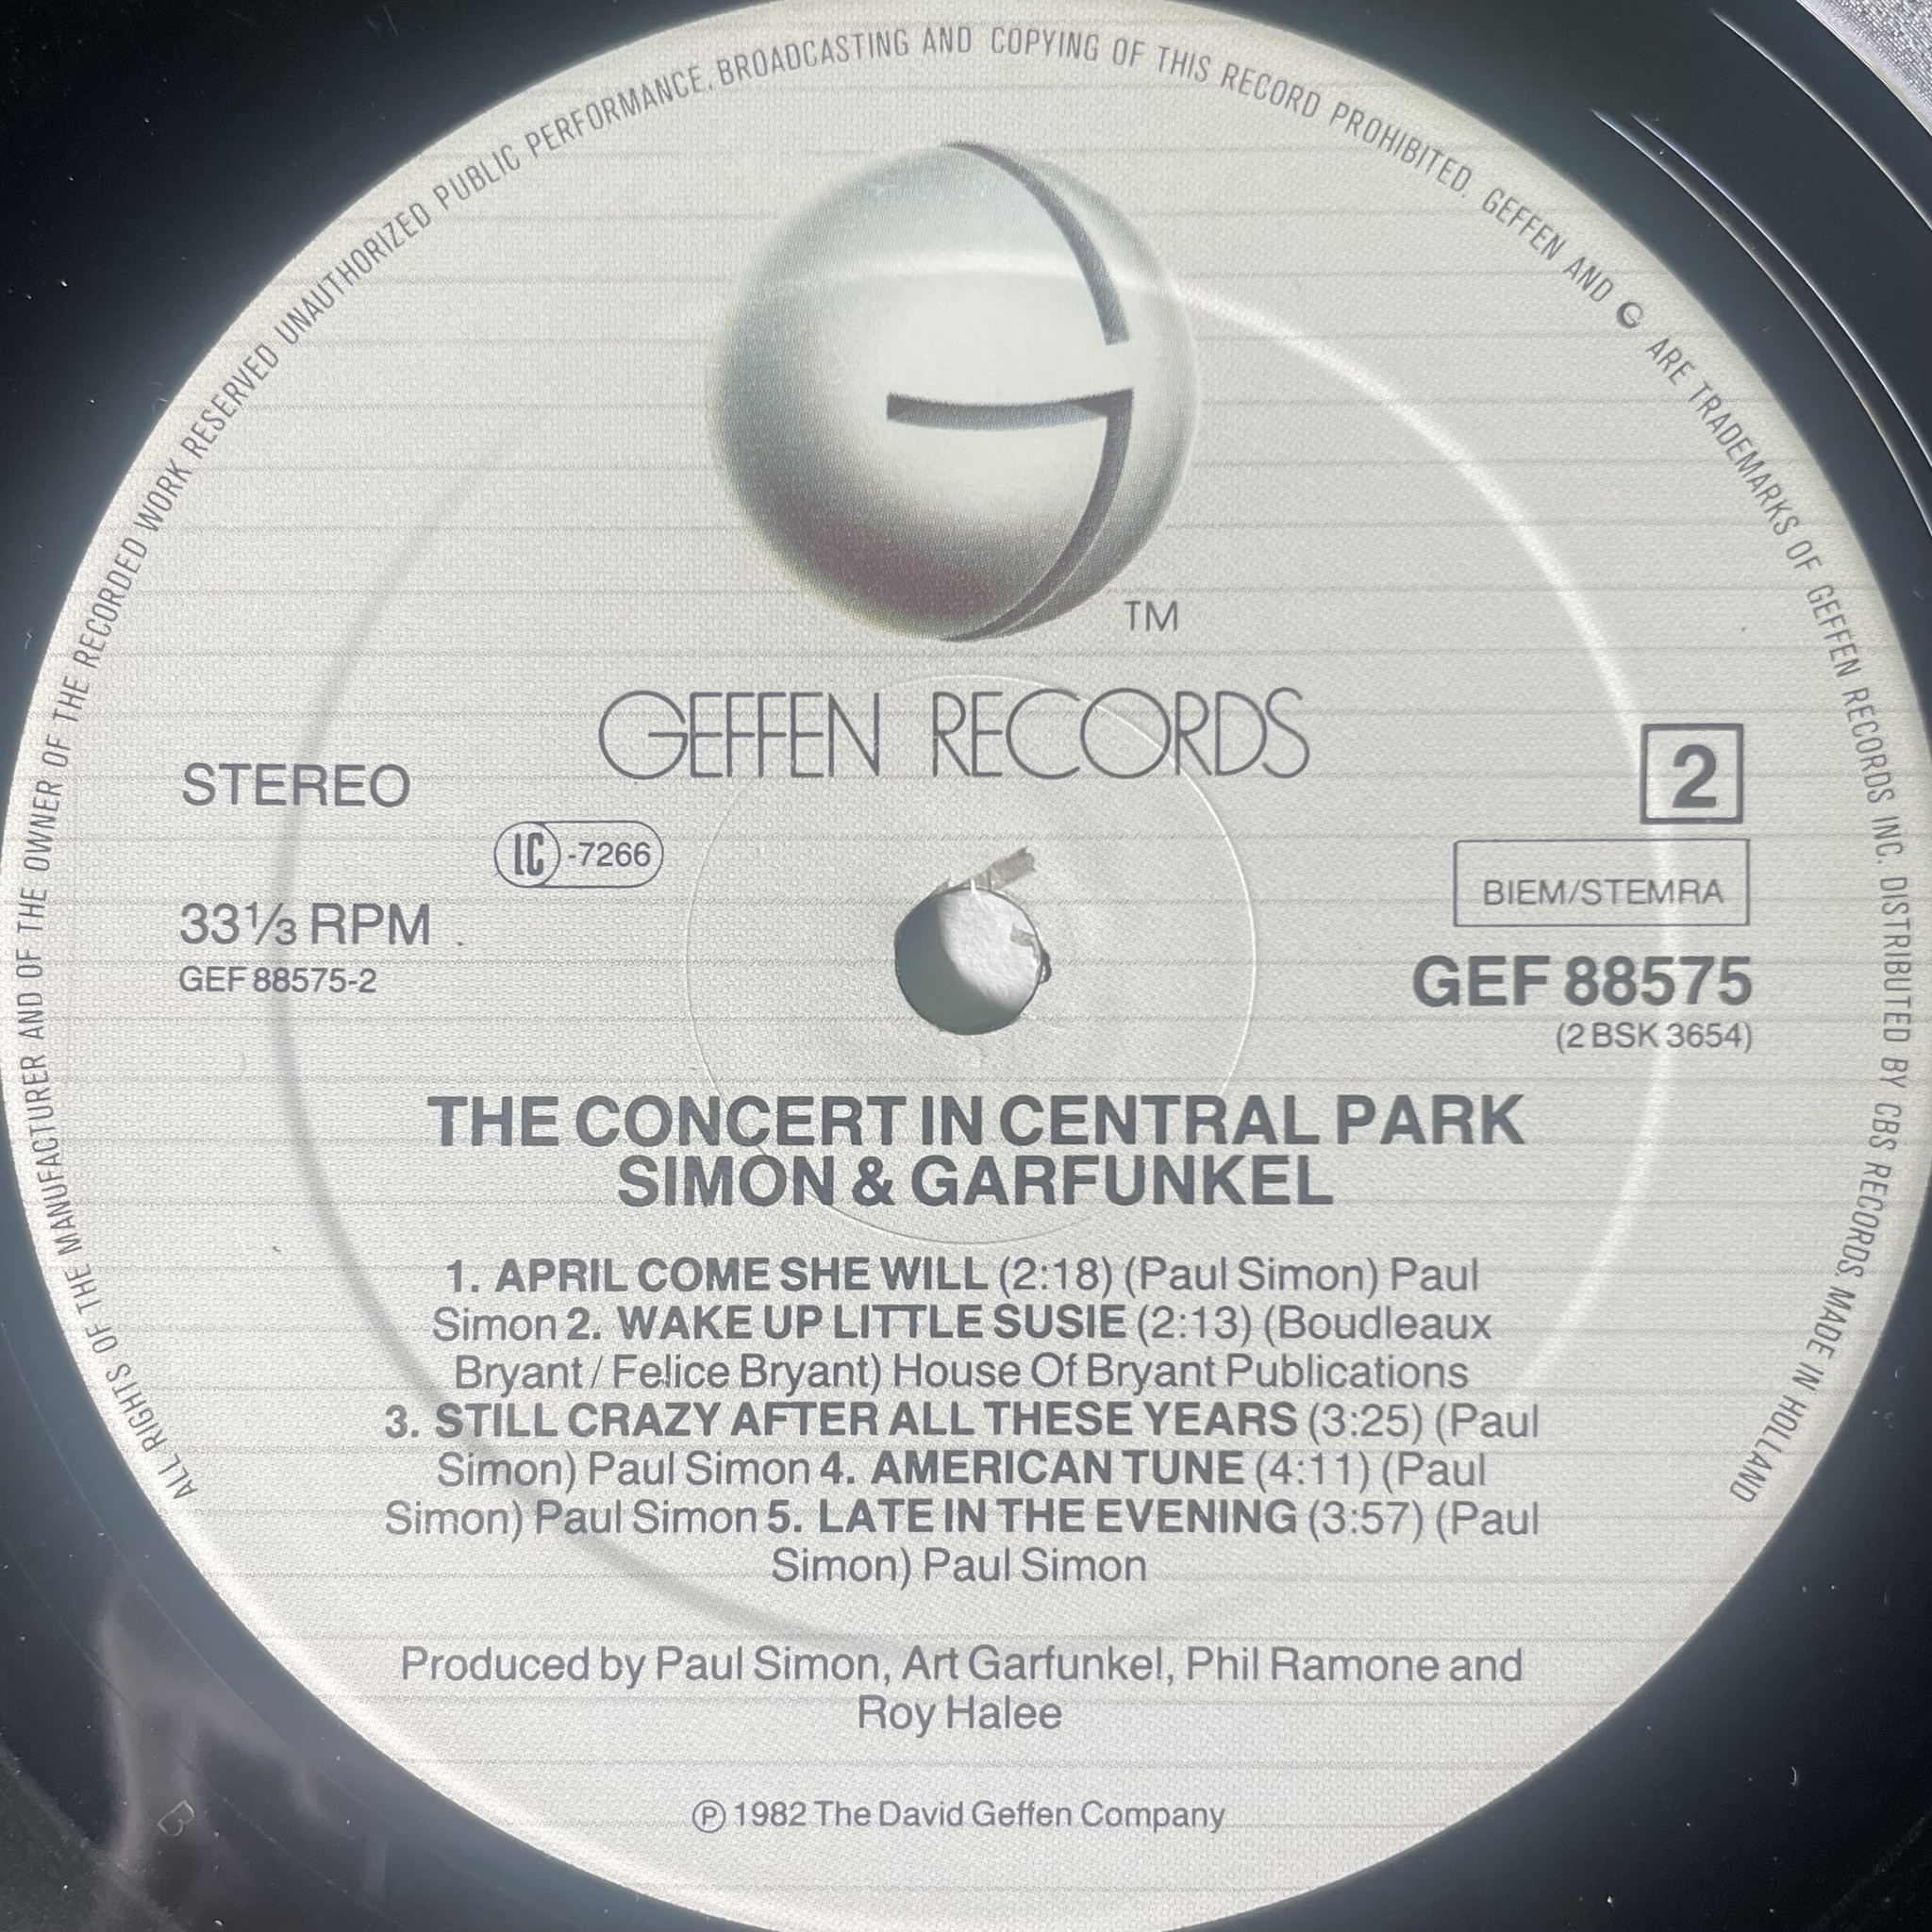 ALL RIGHTS OF THE MANUFACTURER AND OF THE OWNER OF THE RECORDED WORK RESERVED UNAUTHORIZED PUBLIC PERFORMANCE, BROADCASTING AND COPYING OF THIS RECORD PROHIBITED. GEFFEN AND G ARE TRADEMARKS OF GEFFEN RECORDS INC. DISTRIBUTED BY CBS RECORDS. MADE IN HOLLAND
TM
GEFFEN RECORDS
STEREO
2
LC-7266
BIEM/STEMRA
33⅓ RPM
GEF 88575-2
GEF 88575
(2 BSK 3654)
THE CONCERT IN CENTRAL PARK
SIMON & GARFUNKEL
1. APRIL COME SHE WILL (2:18) (Paul Simon) Paul
Simon 2. WAKE UP LITTLE SUSIE (2:13) (Boudleaux
Bryant / Felice Bryant) House Of Bryant Publications
3. STILL CRAZY AFTER ALL THESE YEARS (3:25) (Paul
Simon) Paul Simon 4. AMERICAN TUNE (4:11) (Paul
Simon) Paul Simon 5. LATE IN THE EVENING (3:57) (Paul
Simon) Paul Simon
Produced by Paul Simon, Art Garfunkel, Phil Ramone and
Roy Halee
℗ 1982 The David Geffen Company
B